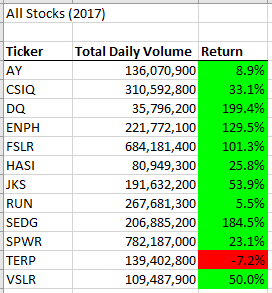 All Stocks (2017)
Ticker Total Daily Volume Return
AY 136,070,900 8.9%
CSIQ 310,592,800 33.1%
DQ 35,796,200 199.4%
ENPH 221,772,100 129.5%
FSLR 684,181,400 101.3%
HASI 80,949,300 25.8%
JKS 191,632,200 53.9%
RUN 267,681,300 5.5%
SEDG 206,885,200 184.5%
SPWR 782,187,000 23.1%
TERP 139,402,800 -7.2%
VSLR 109,487,900 50.0%